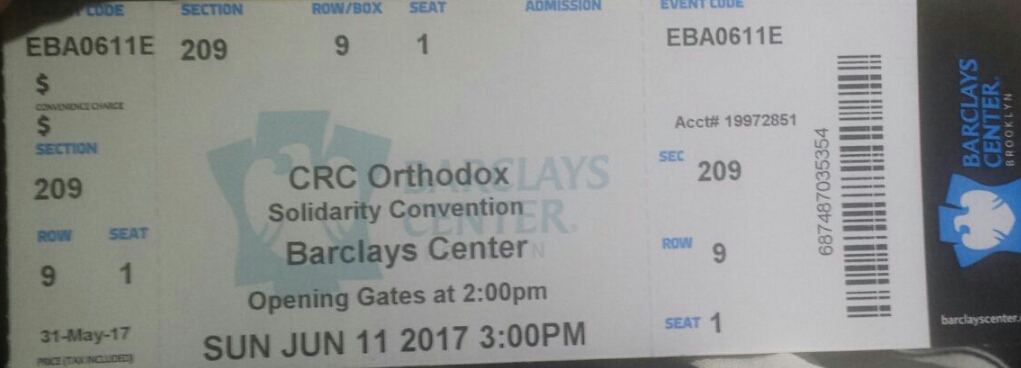 CODE SECTION ROW/BOX SEAT ADMISSION EVENT CODE
EBA0611E 209 9 1 EBA0611E
$
CONVENIENCE CHARGE
$
SECTION
209
ROW SEAT
9 1
31-May-17
PRICE (TAX INCLUDED)
BARCLAYS
CENTER.
CRC Orthodox
Solidarity Convention
Barclays Center
Opening Gates at 2:00pm
SUN JUN 11 2017 3:00PM
Acct# 19972851
SEC 209
ROW 9
SEAT 1
687487035354
BARCLAYS
CENTER.
BROOKLYN